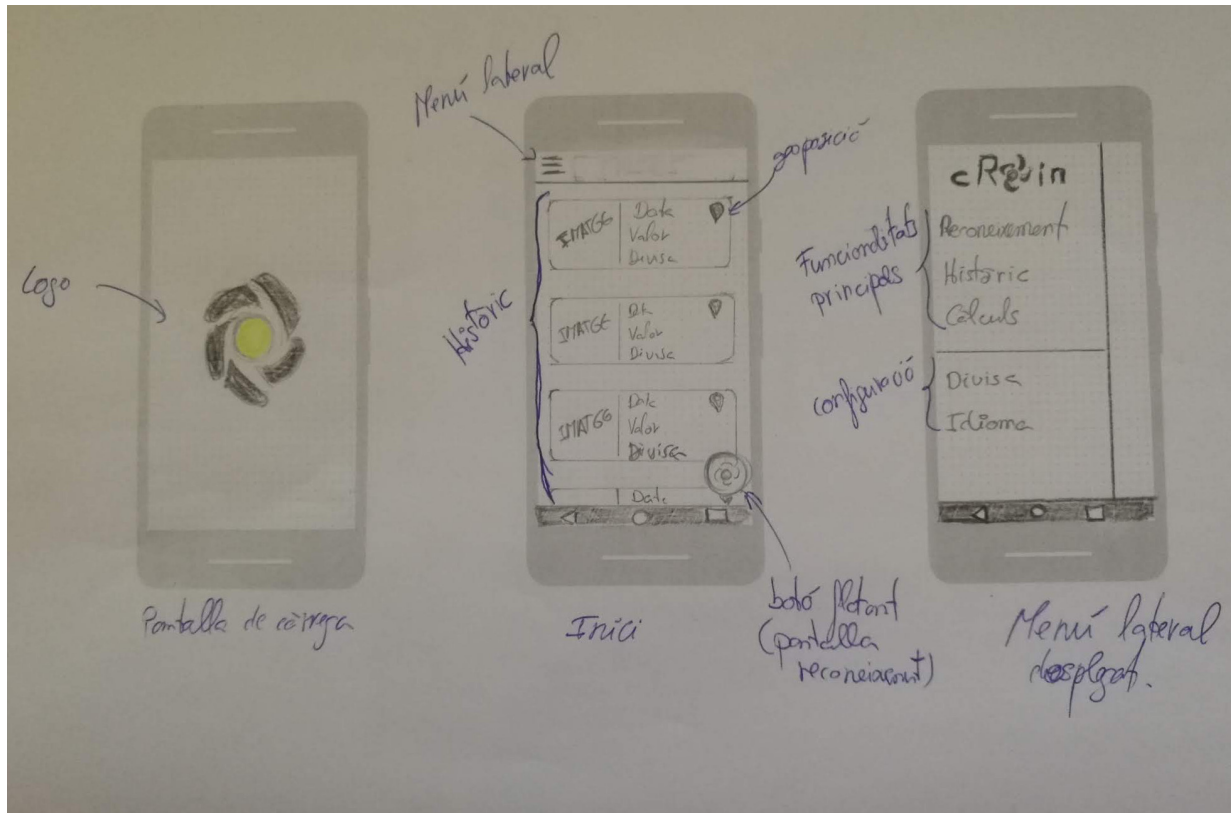 Logo
Pantalla de càrrega
Menú lateral
geoposició
Històric
IMATGE
Data
Valor
Divisa
IMATGE
Valor
Divisa
IMATGE
Data
Valor
Divisa
Data
Inici
botó flotant
(pantalla
reconeixement)
Funcionalitats
principals
Reconeixement
Històric
Càlculs
configuració
Divisa
Idioma
Menú lateral
desplegat.